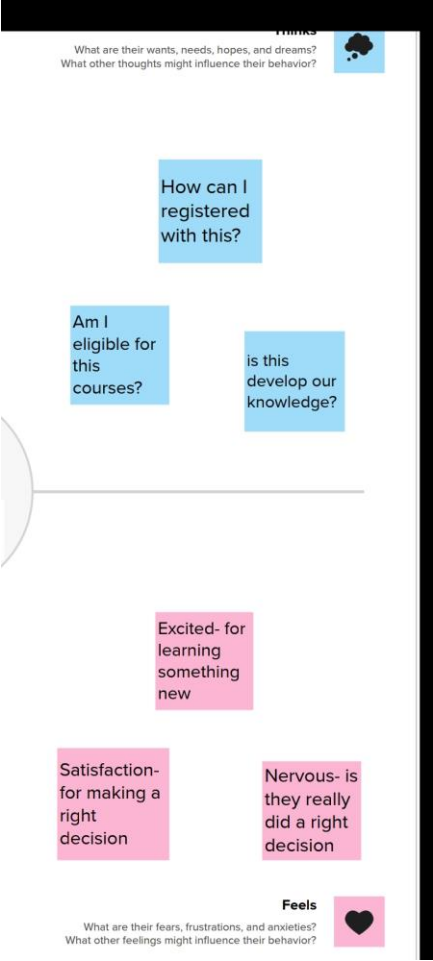 Thinks
What are their wants, needs, hopes, and dreams?
What other thoughts might influence their behavior?
How can I
registered
with this?
Am I
eligible for
this
courses?
is this
develop our
knowledge?
Excited- for
learning
something
new
Satisfaction-
for making a
right
decision
Nervous- is
they really
did a right
decision
Feels
What are their fears, frustrations, and anxieties?
What other feelings might influence their behavior?